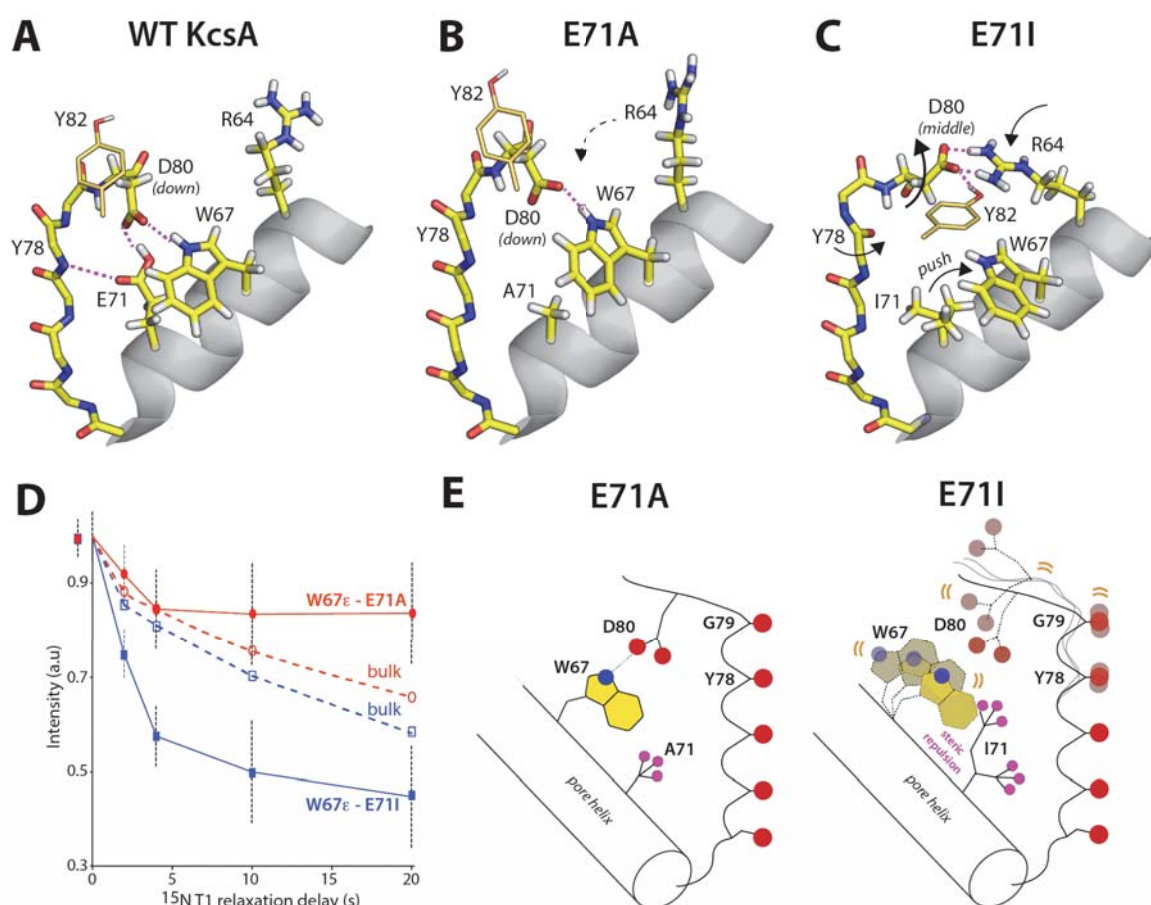 A WT KcsA
Y82
R64
D80
(down)
W67
Y78
E71
B E71A
Y82
R64
W67
D80
(down)
Y78
A71
C E71I
D80
(middle)
R64
Y82
Y78
W67
push
I71
D
Intensity (a.u)
0.9
0.7
0.5
0.3
W67ε - E71A
bulk
bulk
W67ε - E71I
0 5 10 15 20
15N T1 relaxation delay (s)
E E71A
D80
G79
W67
Y78
A71
pore helix
E71I
G79
W67
D80
Y78
steric
repulsion
I71
pore helix